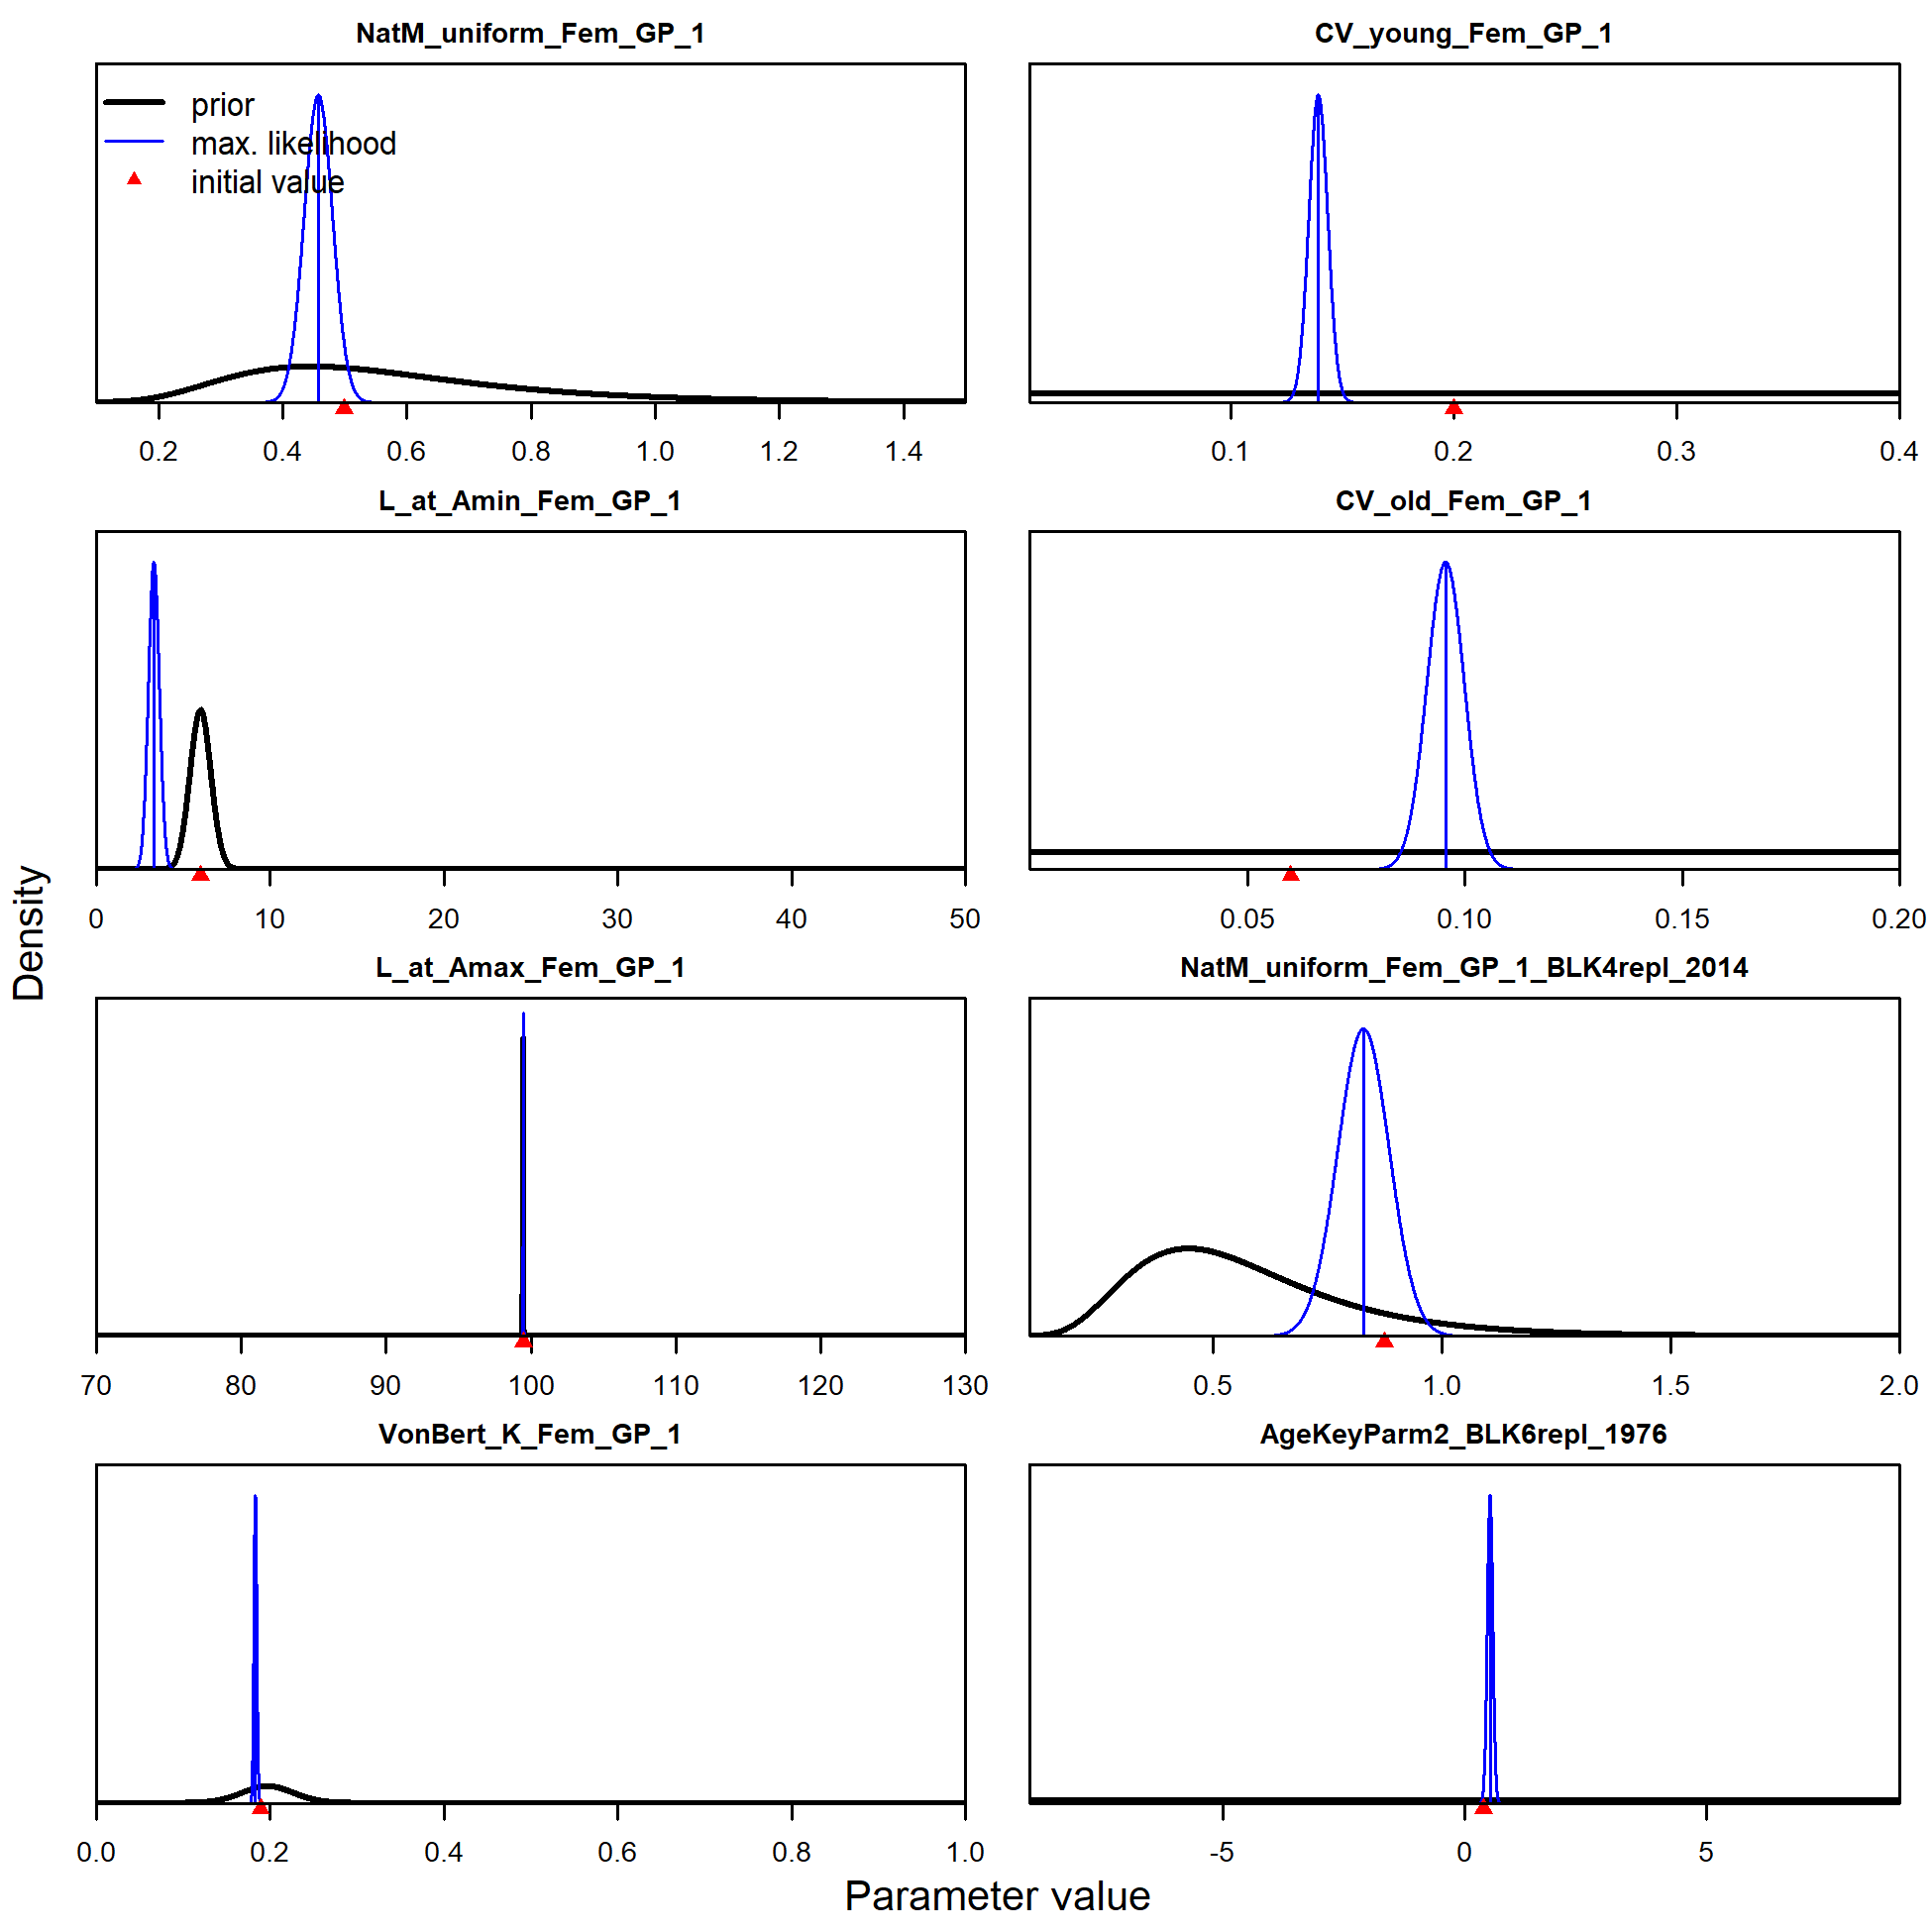 NatM_uniform_Fem_GP_1
prior
max. likelihood
initial value
0.2 0.4 0.6 0.8 1.0 1.2 1.4
CV_young_Fem_GP_1
0.1 0.2 0.3 0.4
L_at_Amin_Fem_GP_1
0 10 20 30 40 50
CV_old_Fem_GP_1
0.05 0.10 0.15 0.20
L_at_Amax_Fem_GP_1
70 80 90 100 110 120 130
NatM_uniform_Fem_GP_1_BLK4repl_2014
0.5 1.0 1.5 2.0
VonBert_K_Fem_GP_1
0.0 0.2 0.4 0.6 0.8 1.0
AgeKeyParm2_BLK6repl_1976
-5 0 5
Density
Parameter value